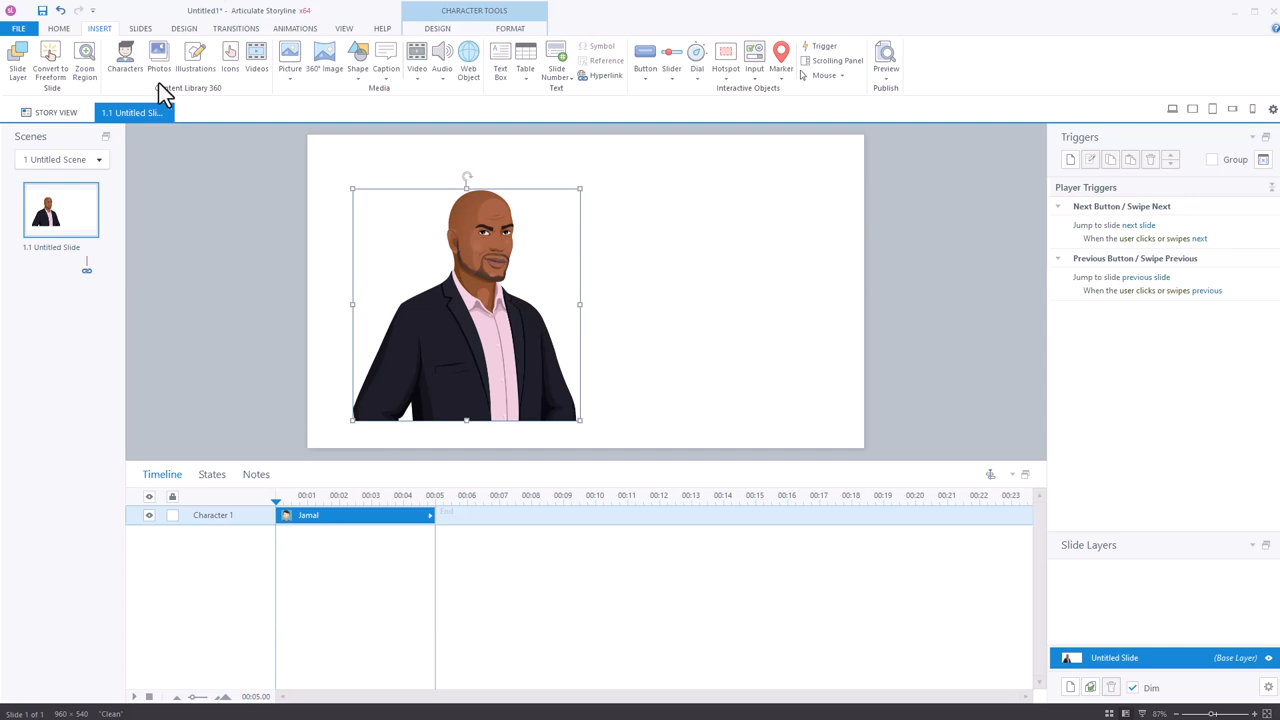 Untitled1* - Articulate Storyline x64
CHARACTER TOOLS
FILE HOME INSERT SLIDES DESIGN TRANSITIONS ANIMATIONS VIEW HELP DESIGN FORMAT
Slide Layer
Convert to Freeform
Zoom Region
Slide
Characters
Photos
Illustrations
Icons
Videos
Content Library 360
Picture
360° Image
Shape
Caption
Video
Audio
Web Object
Media
Text Box
Table
Slide Number
Symbol
Reference
Hyperlink
Text
Button
Slider
Dial
Hotspot
Input
Marker
Trigger
Scrolling Panel
Mouse
Interactive Objects
Preview
Publish
STORY VIEW
1.1 Untitled Sli...
Scenes
1 Untitled Scene
1.1 Untitled Slide
Triggers
Group
Player Triggers
Next Button / Swipe Next
Jump to slide next slide
When the user clicks or swipes next
Previous Button / Swipe Previous
Jump to slide previous slide
When the user clicks or swipes previous
Timeline States Notes
00:01 00:02 00:03 00:04 00:05 00:06 00:07 00:08 00:09 00:10 00:11 00:12 00:13 00:14 00:15 00:16 00:17 00:18 00:19 00:20 00:21 00:22 00:23
Character 1
Jamal
End
00:05.00
Slide Layers
Untitled Slide
(Base Layer)
Dim
Slide 1 of 1
960 × 540
"Clean"
87%